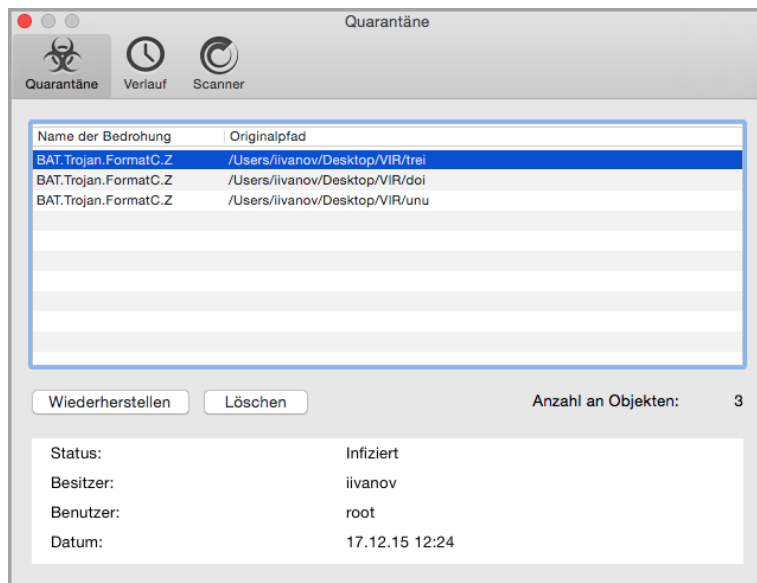 Quarantäne
Quarantäne Verlauf Scanner
Name der Bedrohung Originalpfad
BAT.Trojan.FormatC.Z /Users/iivanov/Desktop/VIR/trei
BAT.Trojan.FormatC.Z /Users/iivanov/Desktop/VIR/doi
BAT.Trojan.FormatC.Z /Users/iivanov/Desktop/VIR/unu
Wiederherstellen Löschen Anzahl an Objekten: 3
Status: Infiziert
Besitzer: iivanov
Benutzer: root
Datum: 17.12.15 12:24